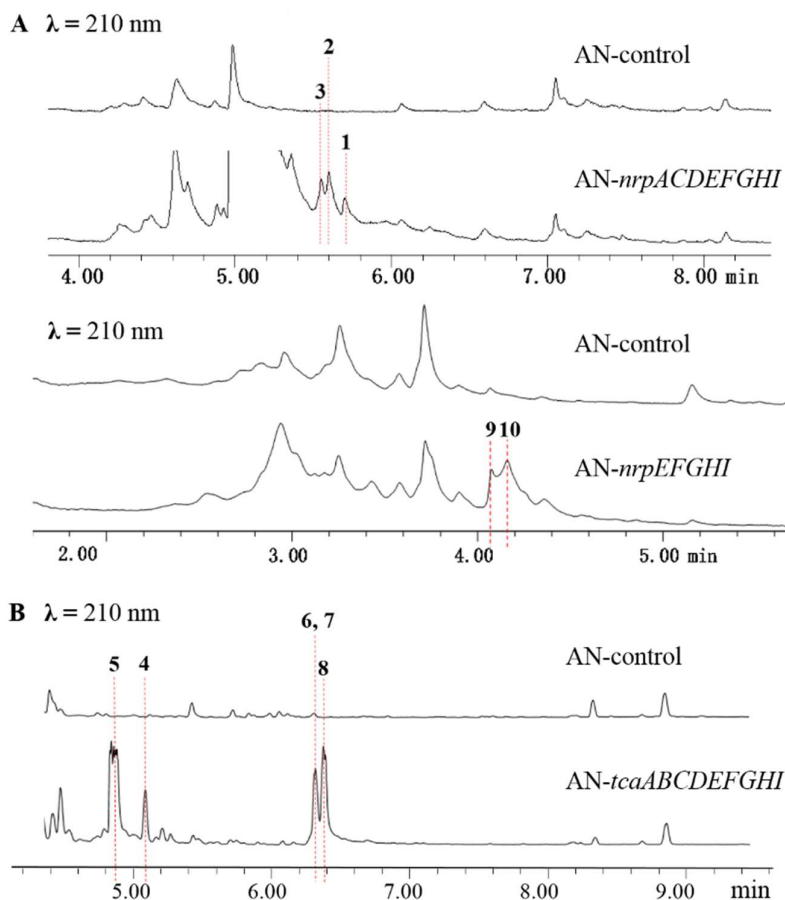 A λ = 210 nm
2
AN-control
3
1
AN-nrpACDEFGHI
4.00 5.00 6.00 7.00 8.00 min
λ = 210 nm
AN-control
9 10
AN-nrpEFGHI
2.00 3.00 4.00 5.00 min
B λ = 210 nm
6, 7
5 4 8
AN-control
AN-tcaABCDEFGHI
5.00 6.00 7.00 8.00 9.00 min